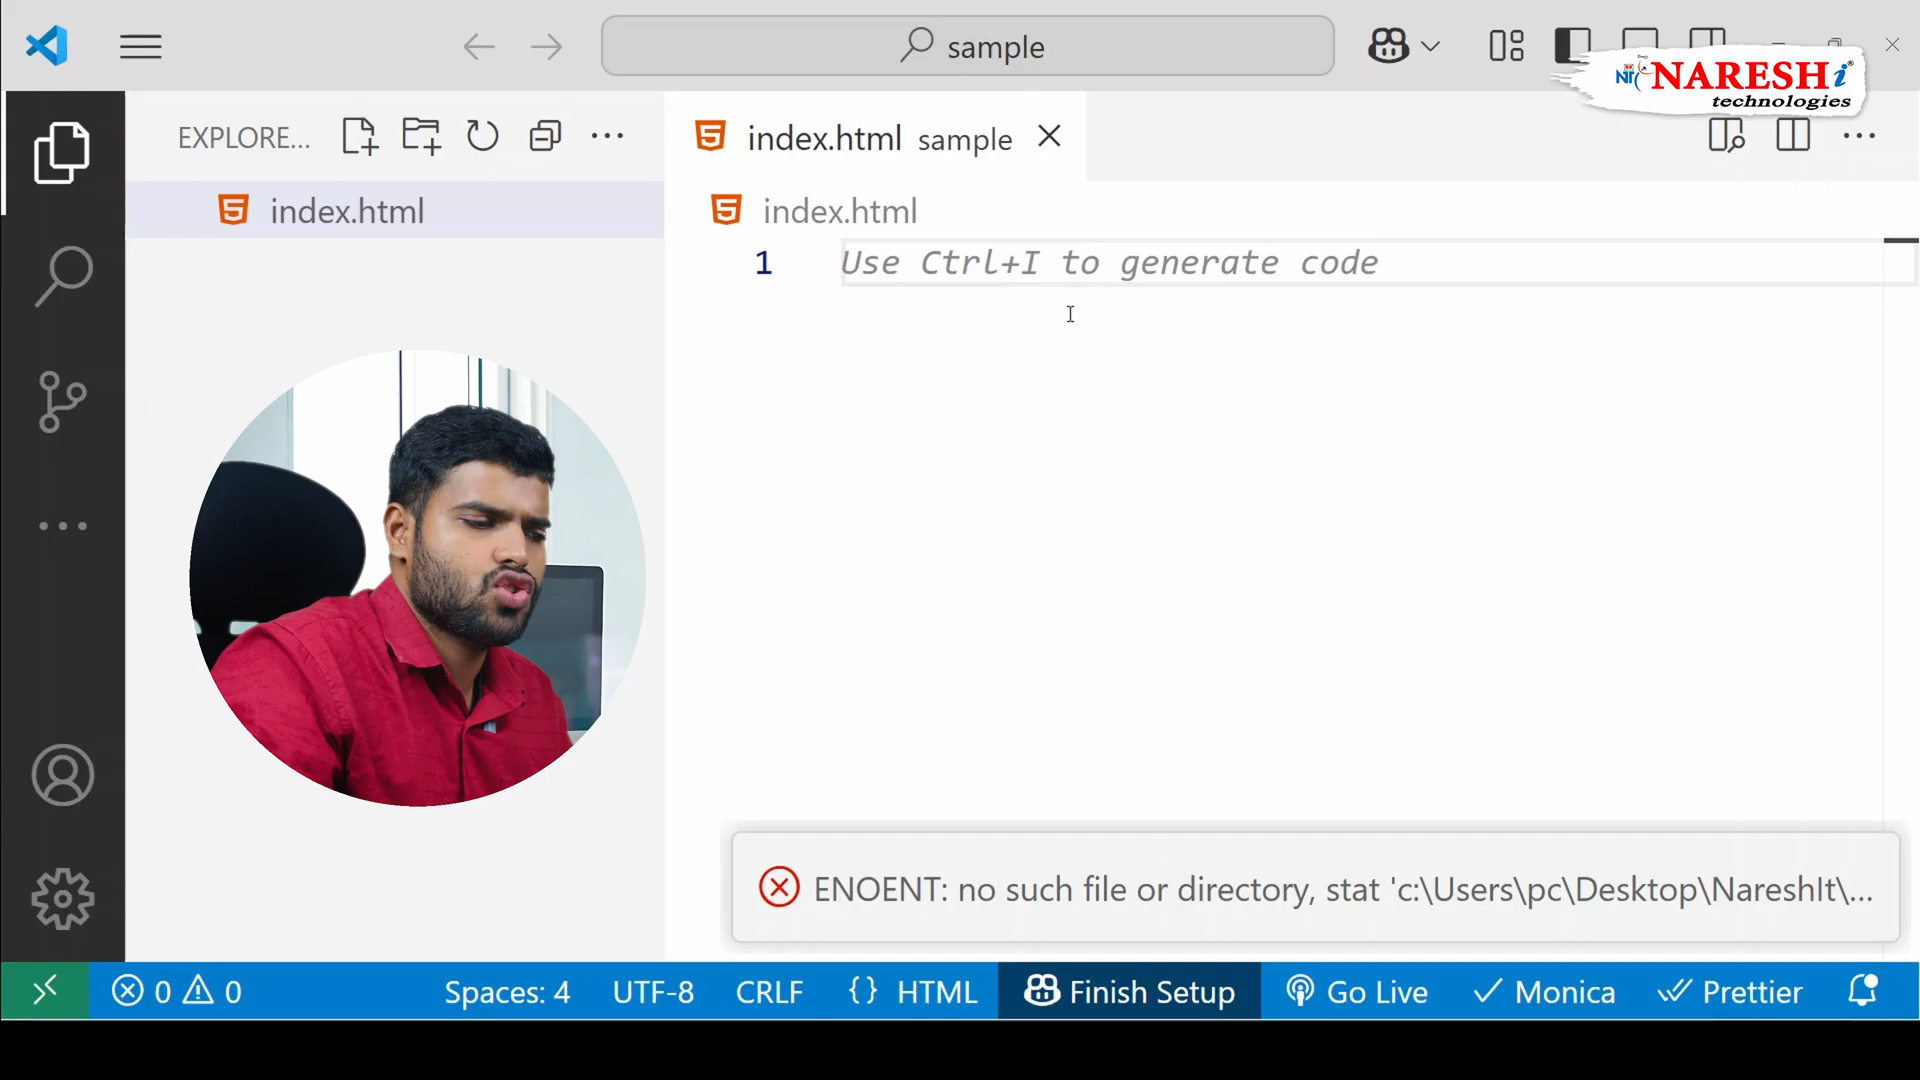 sample
NARESH i
technologies
EXPLORE...
index.html sample
index.html
index.html
1
Use Ctrl+I to generate code
ENOENT: no such file or directory, stat 'c:\Users\pc\Desktop\NareshIt\...
0 0 Spaces: 4 UTF-8 CRLF {} HTML Finish Setup Go Live Monica Prettier